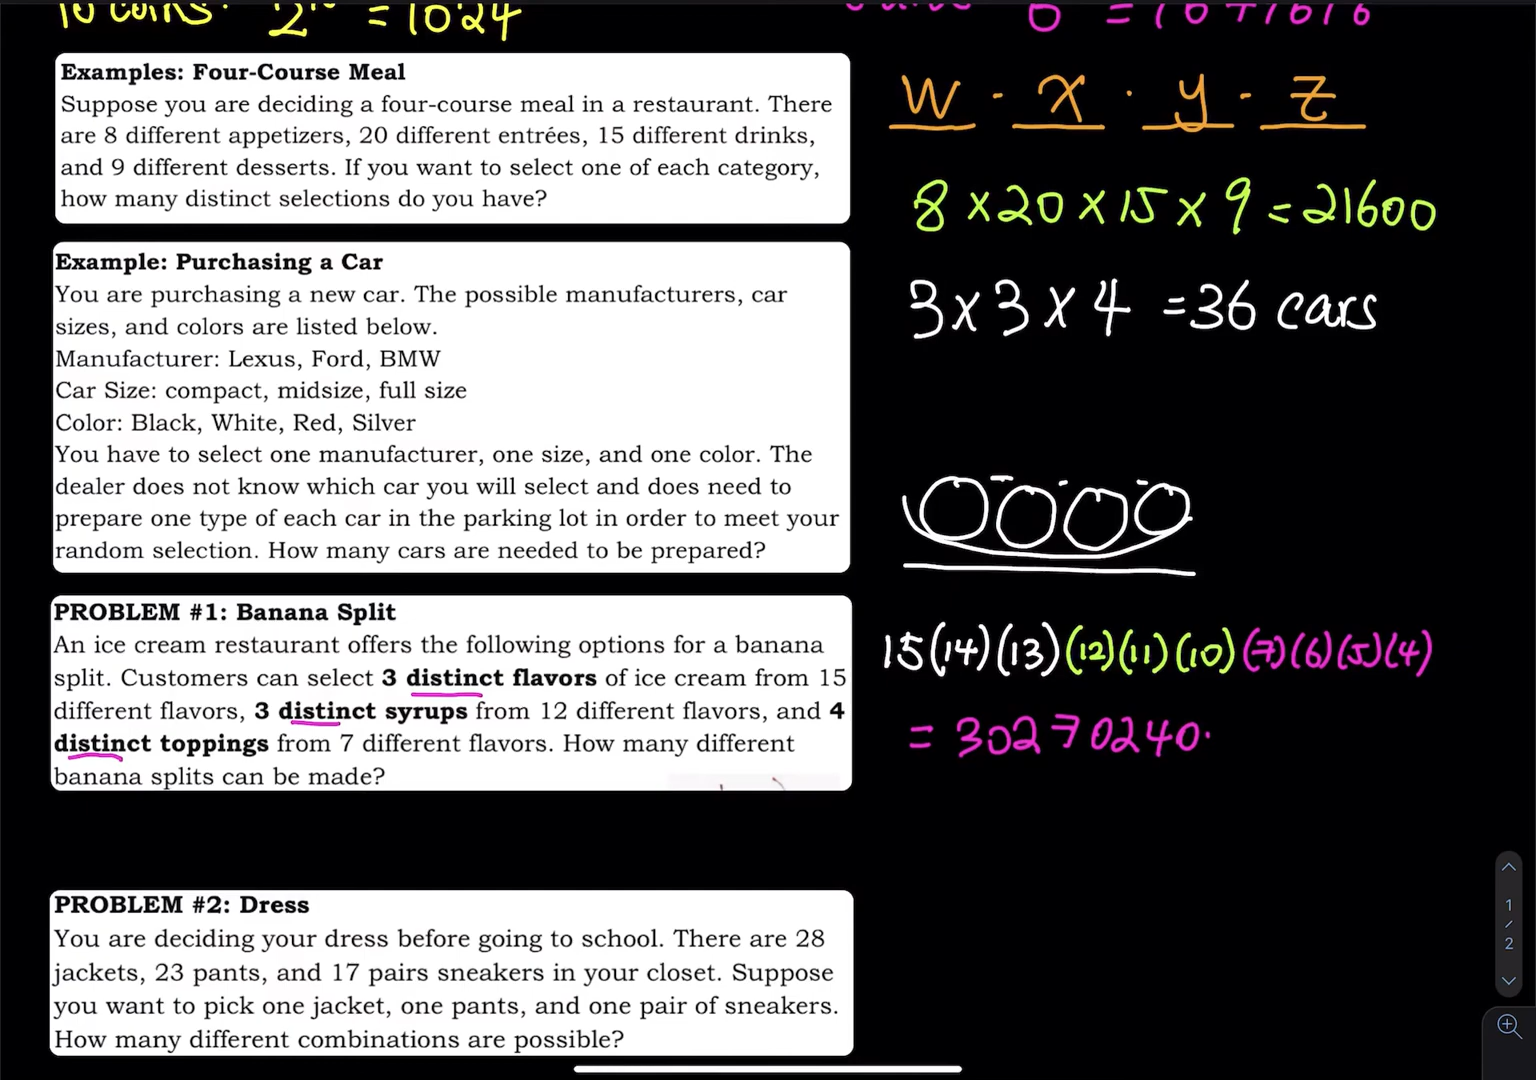 10 coins. 2^10 = 1024
= 1679616
Examples: Four-Course Meal
Suppose you are deciding a four-course meal in a restaurant. There
are 8 different appetizers, 20 different entrées, 15 different drinks,
and 9 different desserts. If you want to select one of each category,
how many distinct selections do you have?
W · X · y · Z
8 × 20 × 15 × 9 = 21600
Example: Purchasing a Car
You are purchasing a new car. The possible manufacturers, car
sizes, and colors are listed below.
Manufacturer: Lexus, Ford, BMW
Car Size: compact, midsize, full size
Color: Black, White, Red, Silver
You have to select one manufacturer, one size, and one color. The
dealer does not know which car you will select and does need to
prepare one type of each car in the parking lot in order to meet your
random selection. How many cars are needed to be prepared?
3 × 3 × 4 = 36 cars
PROBLEM #1: Banana Split
An ice cream restaurant offers the following options for a banana
split. Customers can select 3 distinct flavors of ice cream from 15
different flavors, 3 distinct syrups from 12 different flavors, and 4
distinct toppings from 7 different flavors. How many different
banana splits can be made?
15(14)(13)(12)(11)(10)(7)(6)(5)(4)
= 30270240.
PROBLEM #2: Dress
You are deciding your dress before going to school. There are 28
jackets, 23 pants, and 17 pairs sneakers in your closet. Suppose
you want to pick one jacket, one pants, and one pair of sneakers.
How many different combinations are possible?
1
/
2